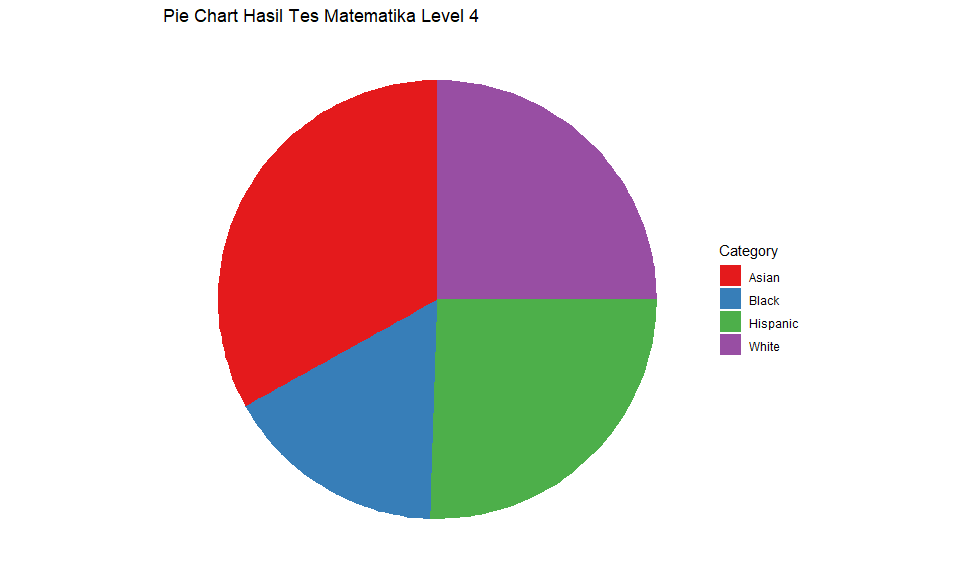 Pie Chart Hasil Tes Matematika Level 4
Category
Asian
Black
Hispanic
White